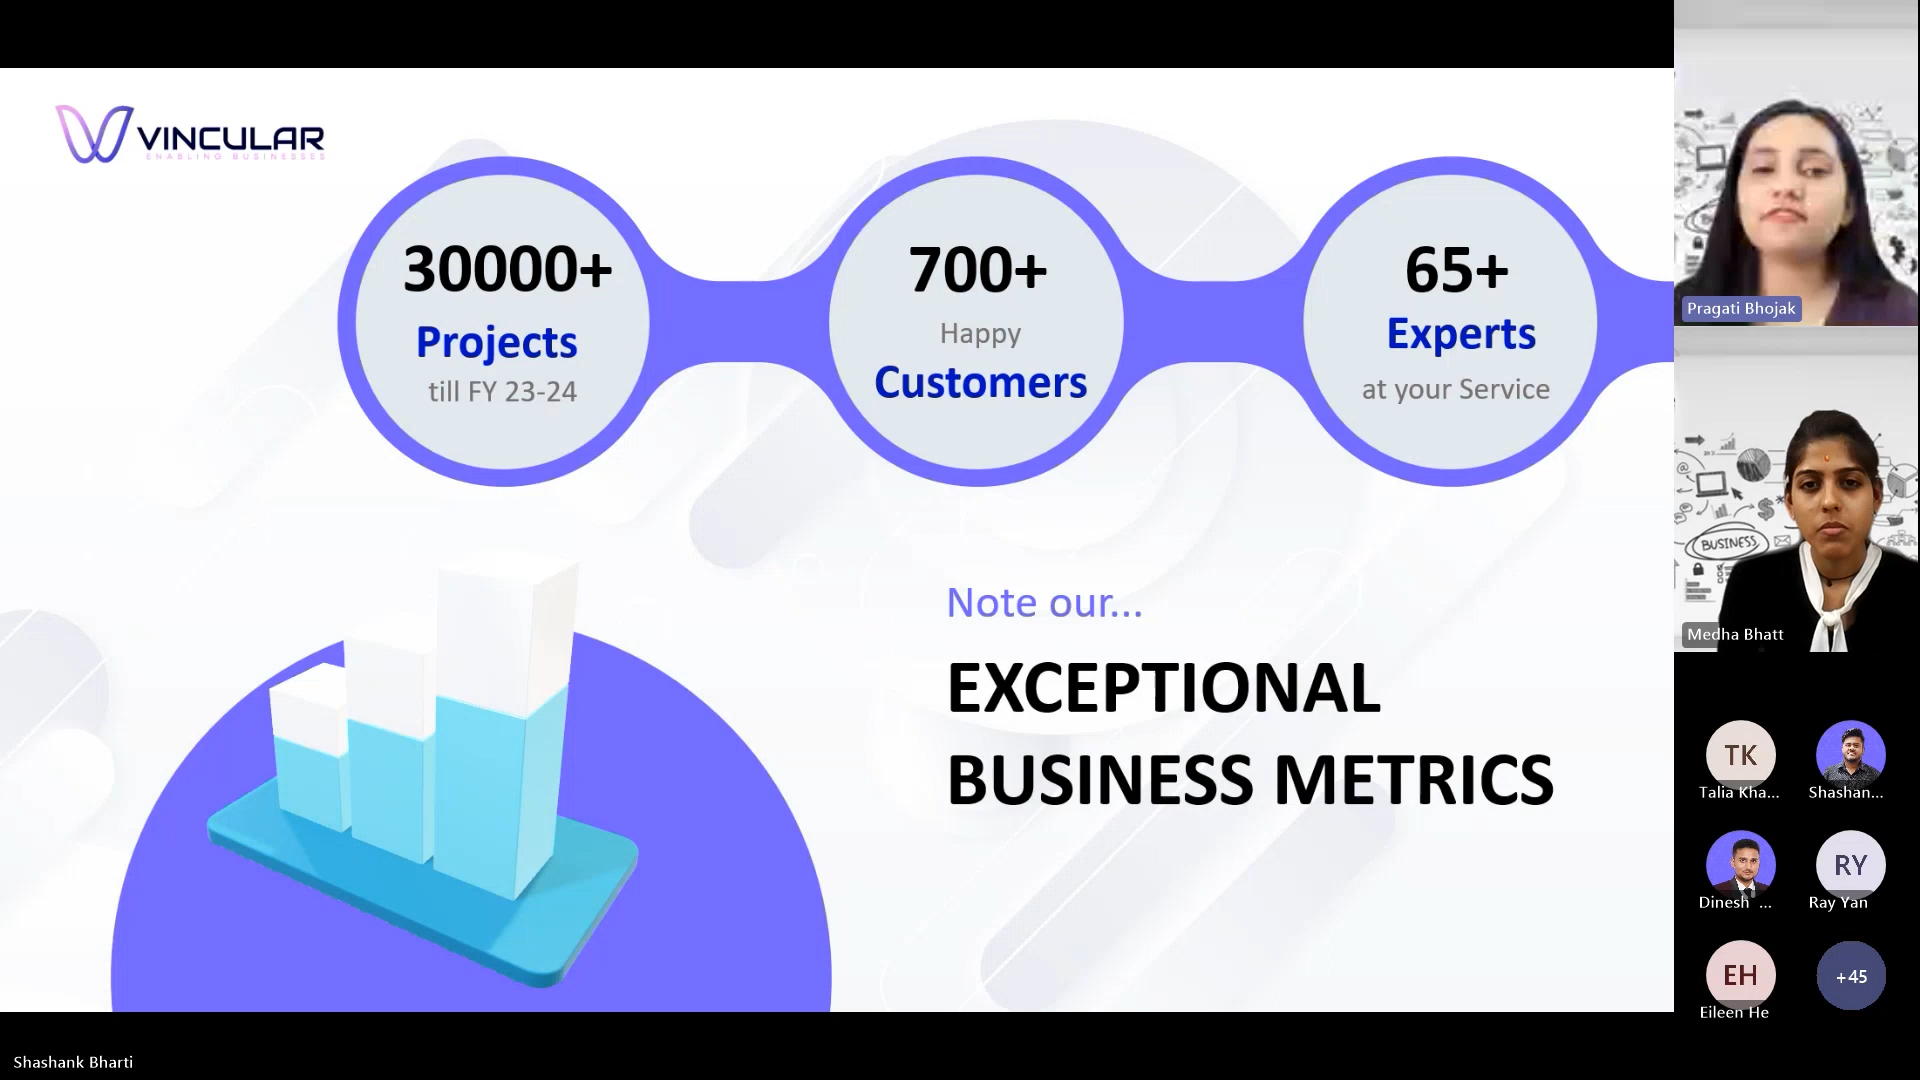 VINCULAR
ENABLING BUSINESSES
30000+
Projects
till FY 23-24
700+
Happy
Customers
65+
Experts
at your Service
Note our...
EXCEPTIONAL
BUSINESS METRICS
Pragati Bhojak
BUSINESS
Medha Bhatt
TK
Talia Kha...
Shashan...
Dinesh ...
RY
Ray Yan
EH
Eileen He
+45
Shashank Bharti